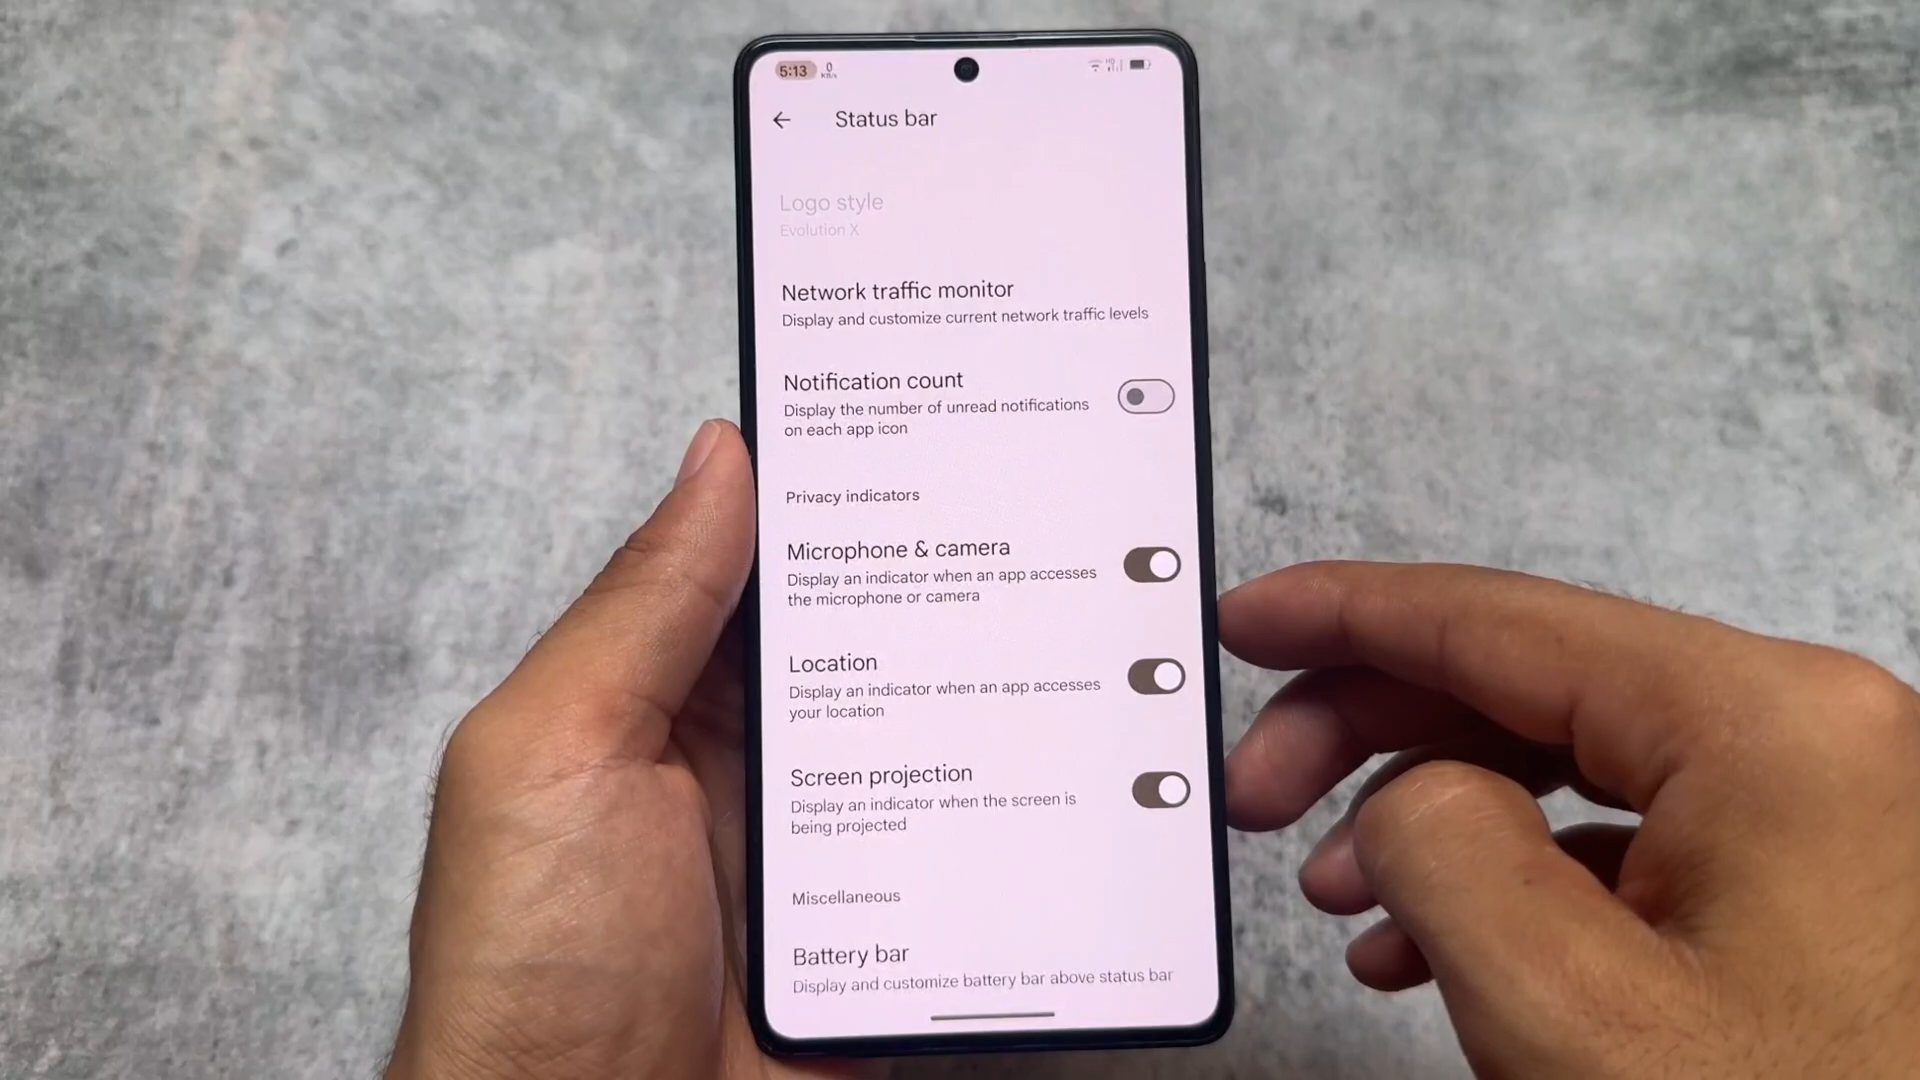 5:13 0
KB/s
Status bar
Logo style
Evolution X
Network traffic monitor
Display and customize current network traffic levels
Notification count
Display the number of unread notifications
on each app icon
Privacy indicators
Microphone & camera
Display an indicator when an app accesses
the microphone or camera
Location
Display an indicator when an app accesses
your location
Screen projection
Display an indicator when the screen is
being projected
Miscellaneous
Battery bar
Display and customize battery bar above status bar